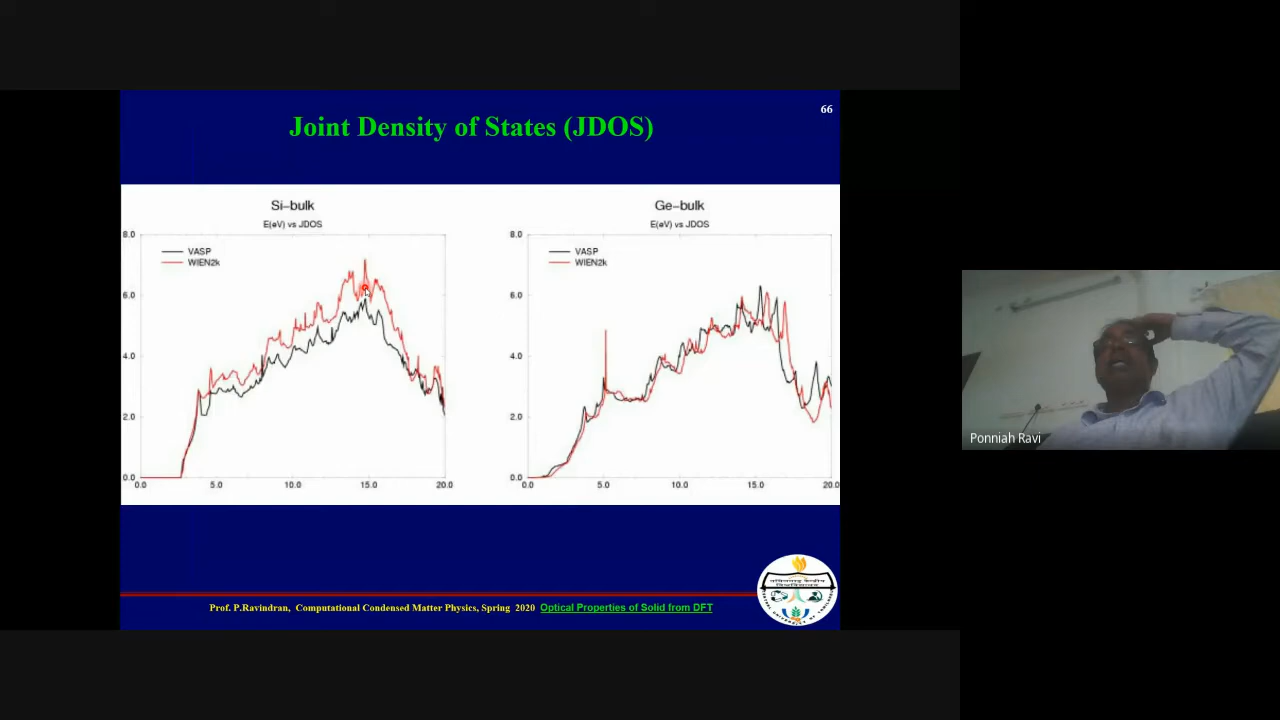 66
Joint Density of States (JDOS)
Si-bulk
E(eV) vs JDOS
8.0
VASP
WIEN2k
6.0
4.0
2.0
0.0
0.0 5.0 10.0 15.0 20.0
Ge-bulk
E(eV) vs JDOS
8.0
VASP
WIEN2k
6.0
4.0
2.0
0.0
0.0 5.0 10.0 15.0 20.0
Prof. P.Ravindran, Computational Condensed Matter Physics, Spring 2020 Optical Properties of Solid from DFT
Ponniah Ravi